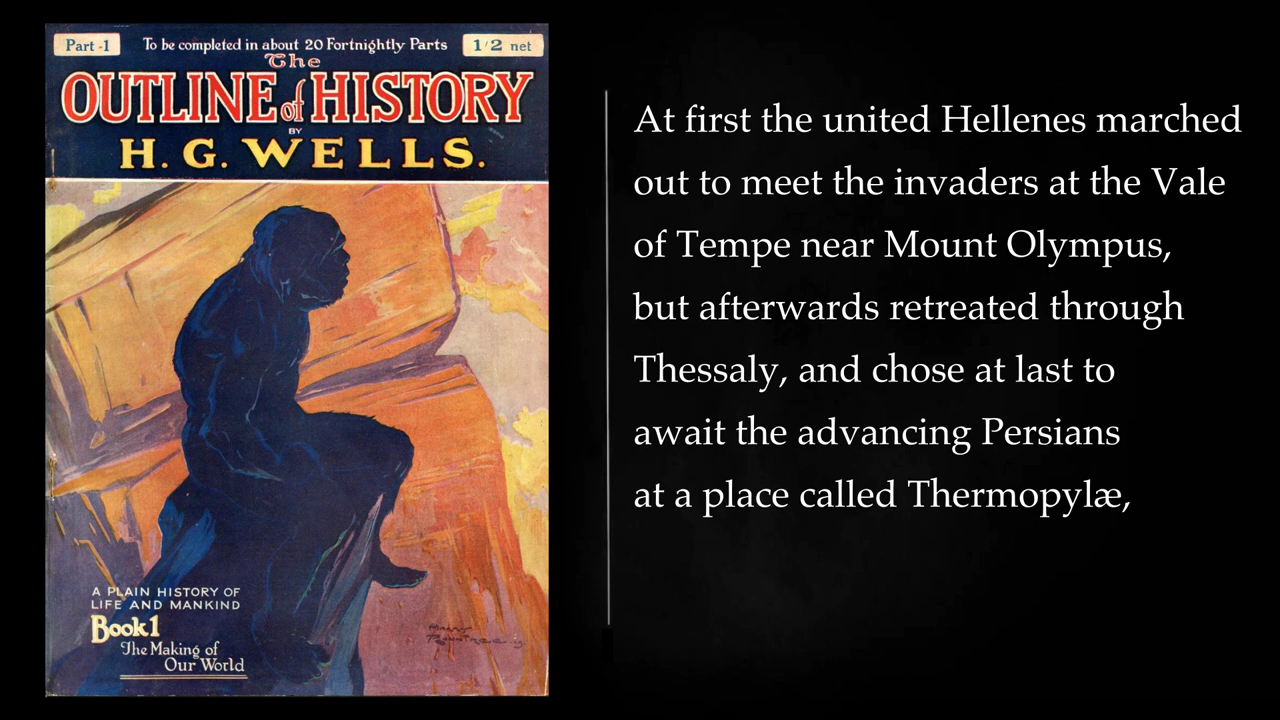 Part -1
To be completed in about 20 Fortnightly Parts
1/2 net
The
OUTLINE of HISTORY
BY
H. G. WELLS.
A PLAIN HISTORY OF
LIFE AND MANKIND
Book 1
The Making of
Our World
At first the united Hellenes marched
out to meet the invaders at the Vale
of Tempe near Mount Olympus,
but afterwards retreated through
Thessaly, and chose at last to
await the advancing Persians
at a place called Thermopylæ,